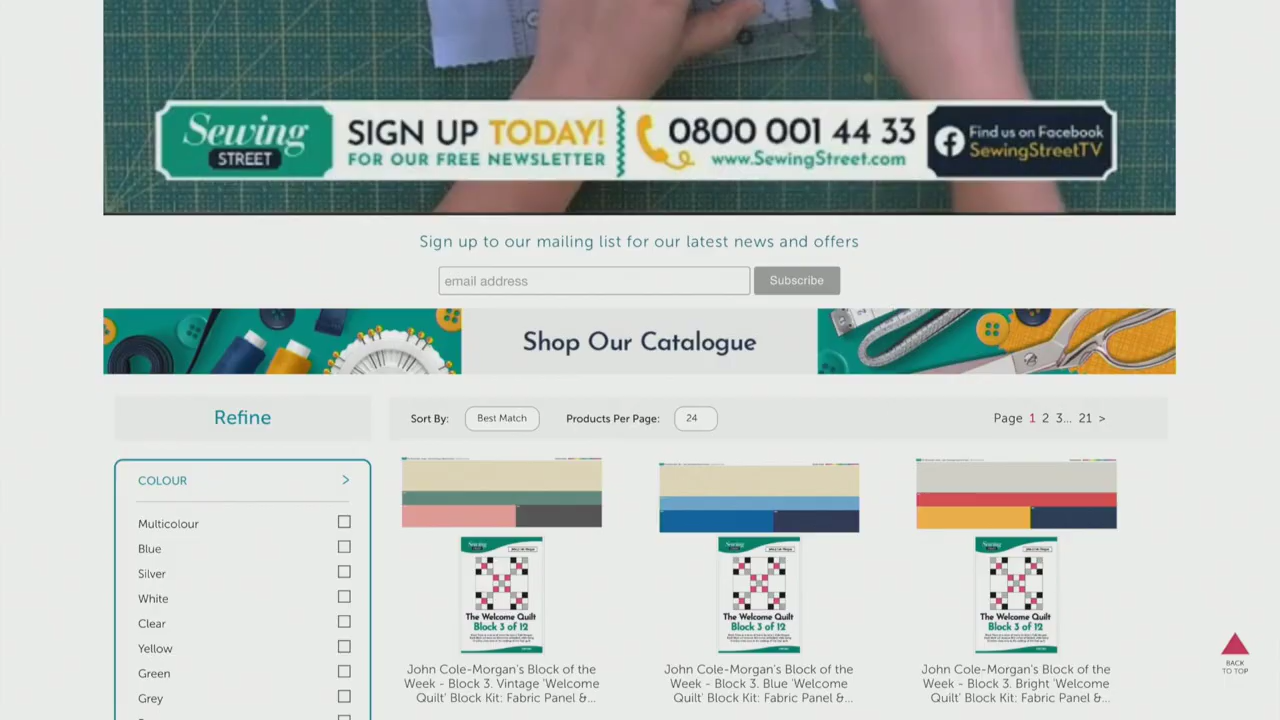 Sewing
STREET
SIGN UP TODAY!
FOR OUR FREE NEWSLETTER
0800 001 44 33
www.SewingStreet.com
Find us on Facebook
SewingStreetTV
Sign up to our mailing list for our latest news and offers
email address
Subscribe
Shop Our Catalogue
Refine
Sort By: Best Match Products Per Page: 24
Page 1 2 3... 21 >
COLOUR >
Multicolour
Blue
Silver
White
Clear
Yellow
Green
Grey
Sewing
The Welcome Quilt
Block 3 of 12
John Cole-Morgan's Block of the
Week - Block 3. Vintage 'Welcome
Quilt' Block Kit: Fabric Panel &...
Sewing
The Welcome Quilt
Block 3 of 12
John Cole-Morgan's Block of the
Week - Block 3. Blue 'Welcome
Quilt' Block Kit: Fabric Panel &...
Sewing
The Welcome Quilt
Block 3 of 12
John Cole-Morgan's Block of the
Week - Block 3. Bright 'Welcome
Quilt' Block Kit: Fabric Panel &...
BACK
TO TOP